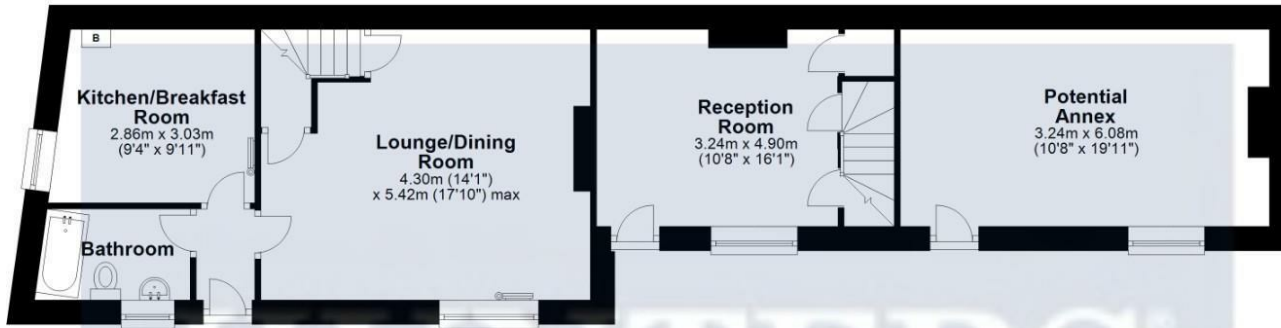 B
Kitchen/Breakfast
Room
2.86m x 3.03m
(9'4" x 9'11")
Bathroom
Lounge/Dining
Room
4.30m (14'1")
x 5.42m (17'10") max
Reception
Room
3.24m x 4.90m
(10'8" x 16'1")
Potential
Annex
3.24m x 6.08m
(10'8" x 19'11")